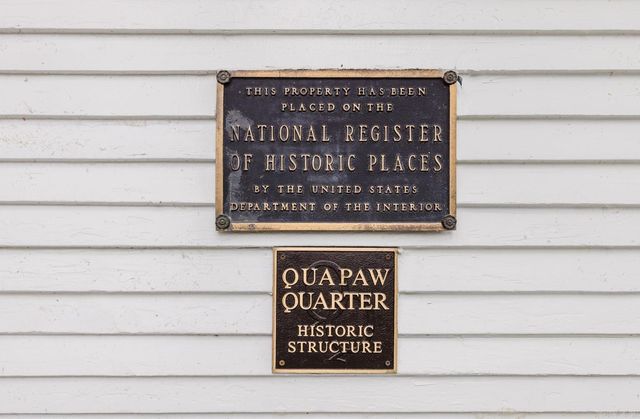 THIS PROPERTY HAS BEEN
PLACED ON THE
NATIONAL REGISTER
OF HISTORIC PLACES
BY THE UNITED STATES
DEPARTMENT OF THE INTERIOR
QUAPAW
QUARTER
HISTORIC
STRUCTURE